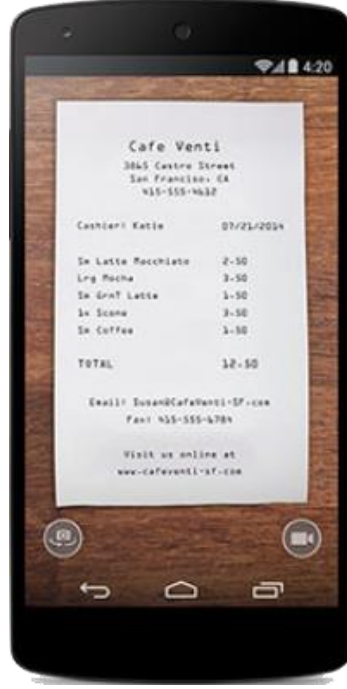 4:20
Cafe Venti
3865 Castro Street
San Francisco, CA
415-555-4612
Cashier: Katie 07/21/2014
Sm Latte Macchiato 2.50
Lrg Mocha 3.50
Sm GrnT Latte 1.50
1x Scone 3.50
Sm Coffee 1.50
TOTAL 12.50
Email: Susan@CafeVenti-SF.com
Fax: 415-555-6789
Visit us online at
www.cafeventi-sf.com